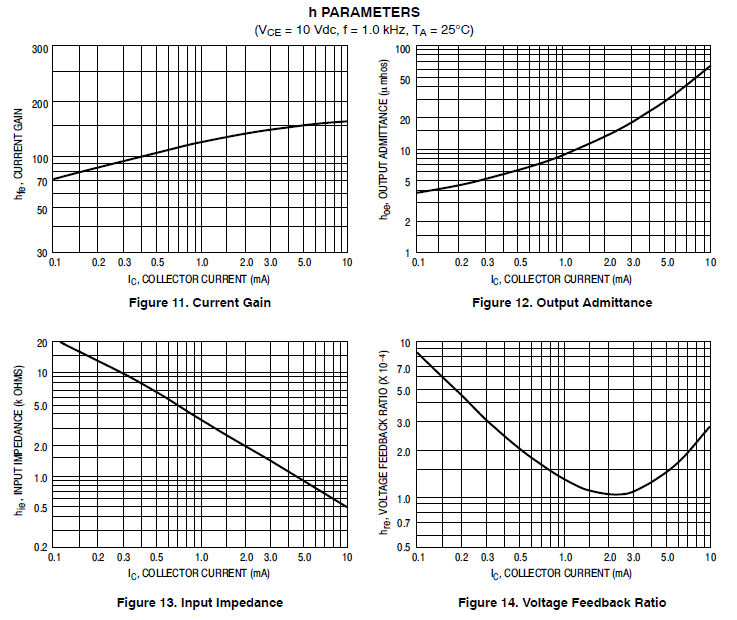 h PARAMETERS
(VCE = 10 Vdc, f = 1.0 kHz, TA = 25°C)
hfe, CURRENT GAIN
300
200
100
70
50
30
0.1 0.2 0.3 0.5 1.0 2.0 3.0 5.0 10
IC, COLLECTOR CURRENT (mA)
Figure 11. Current Gain
hoe, OUTPUT ADMITTANCE (µ mhos)
100
50
20
10
5
2
1
0.1 0.2 0.3 0.5 1.0 2.0 3.0 5.0 10
IC, COLLECTOR CURRENT (mA)
Figure 12. Output Admittance
hie, INPUT IMPEDANCE (k OHMS)
20
10
5.0
2.0
1.0
0.5
0.2
0.1 0.2 0.3 0.5 1.0 2.0 3.0 5.0 10
IC, COLLECTOR CURRENT (mA)
Figure 13. Input Impedance
hre, VOLTAGE FEEDBACK RATIO (X 10-4)
10
7.0
5.0
3.0
2.0
1.0
0.7
0.5
0.1 0.2 0.3 0.5 1.0 2.0 3.0 5.0 10
IC, COLLECTOR CURRENT (mA)
Figure 14. Voltage Feedback Ratio